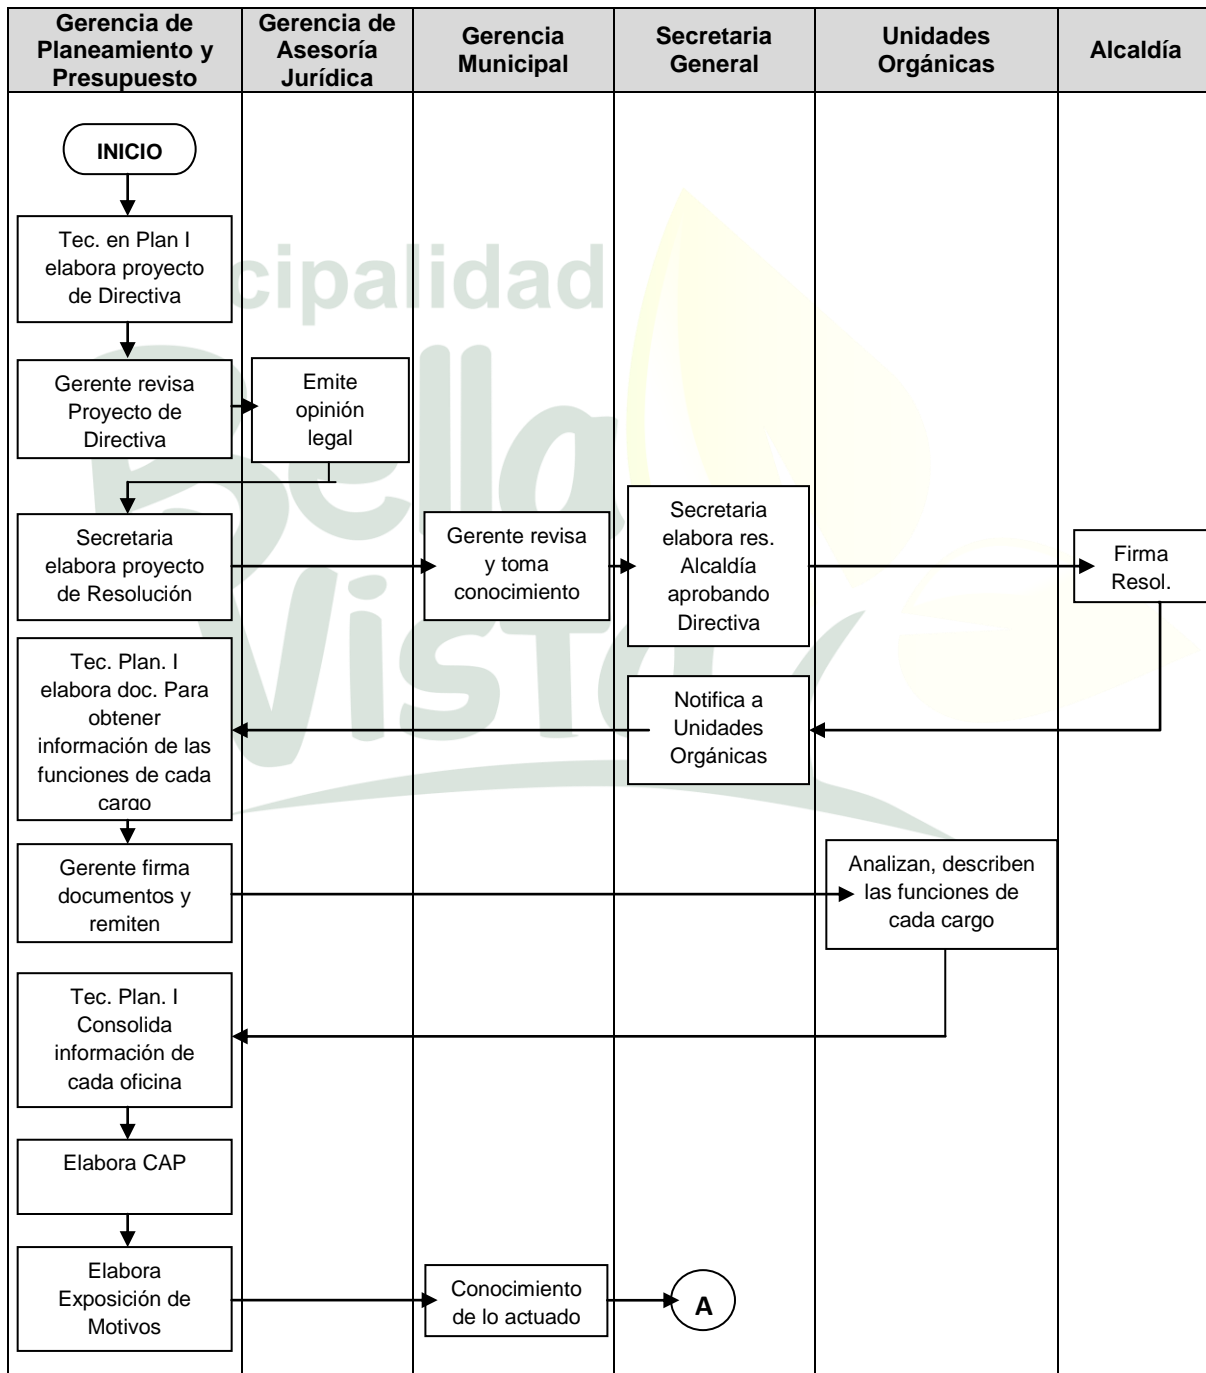 Gerencia de
Planeamiento y
Presupuesto
Gerencia de
Asesoría
Jurídica
Gerencia
Municipal
Secretaria
General
Unidades
Orgánicas
Alcaldía
INICIO
Tec. en Plan I
elabora proyecto
de Directiva
cipalidad
Gerente revisa
Proyecto de
Directiva
Emite
opinión
legal
Bella
Vista
Secretaria
elabora proyecto
de Resolución
Gerente revisa
y toma
conocimiento
Secretaria
elabora res.
Alcaldía
aprobando
Directiva
Firma
Resol.
Tec. Plan. I
elabora doc. Para
obtener
información de las
funciones de cada
cargo
Notifica a
Unidades
Orgánicas
Gerente firma
documentos y
remiten
Analizan, describen
las funciones de
cada cargo
Tec. Plan. I
Consolida
información de
cada oficina
Elabora CAP
Elabora
Exposición de
Motivos
Conocimiento
de lo actuado
A